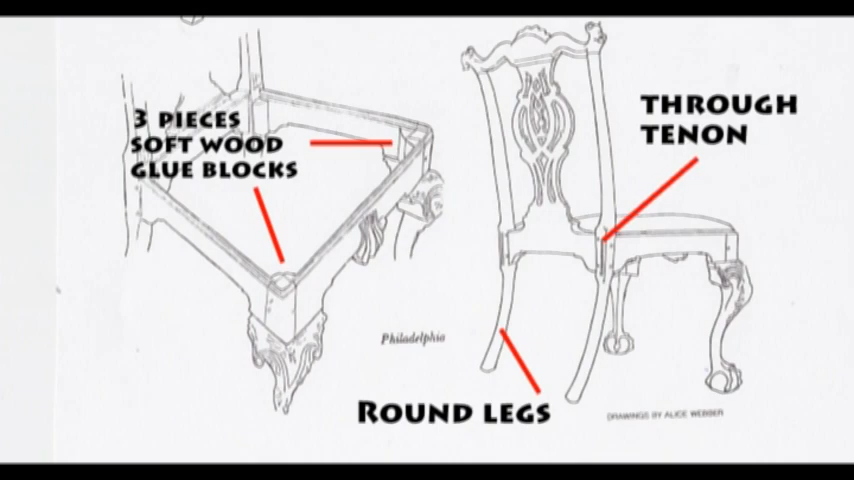 3 PIECES
SOFT WOOD
GLUE BLOCKS
THROUGH
TENON
Philadelphia
ROUND LEGS
DRAWINGS BY ALICE WEBBER